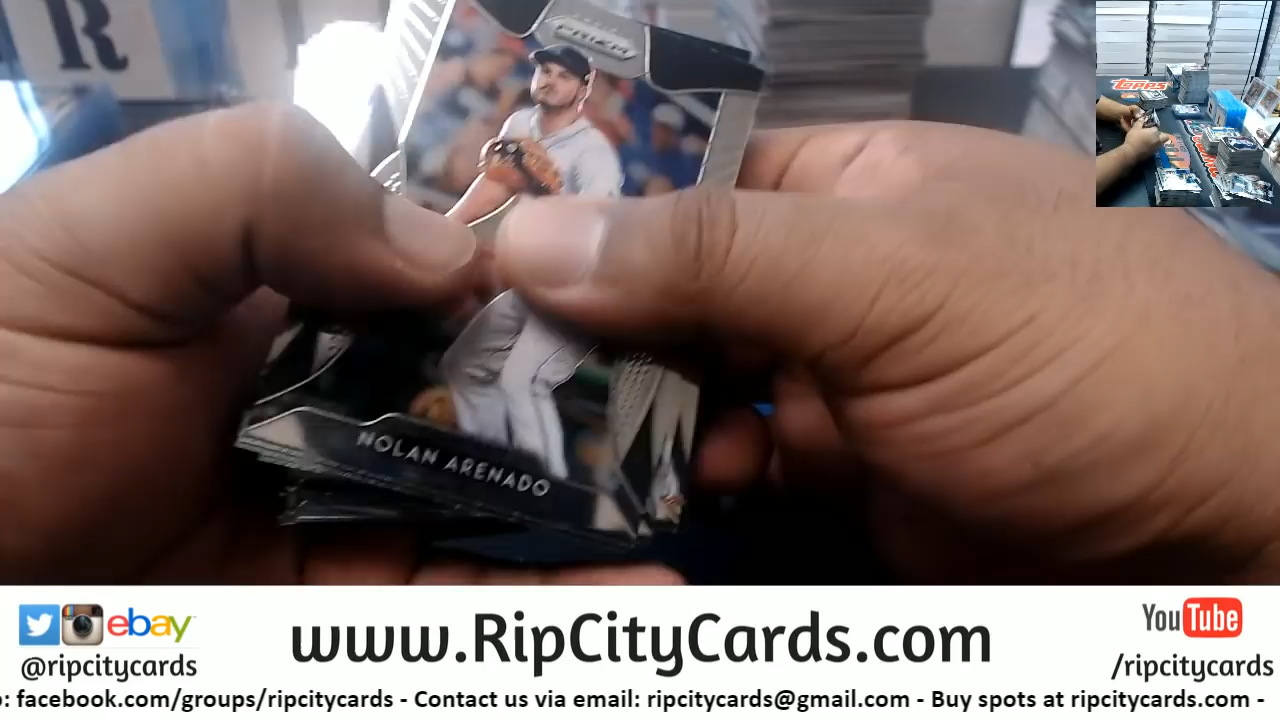 R
PRIZM
NOLAN ARENADO
Topps
ebay
@ripcitycards
www.RipCityCards.com
YouTube
/ripcitycards
: facebook.com/groups/ripcitycards - Contact us via email: ripcitycards@gmail.com - Buy spots at ripcitycards.com -